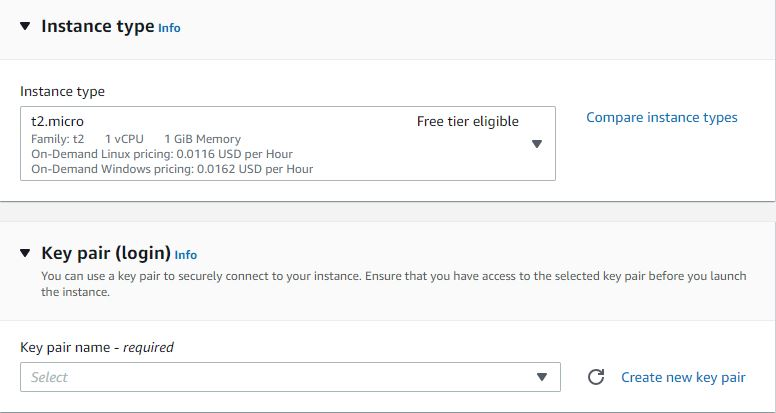 Instance type Info
Instance type
t2.micro Free tier eligible
Family: t2 1 vCPU 1 GiB Memory
On-Demand Linux pricing: 0.0116 USD per Hour
On-Demand Windows pricing: 0.0162 USD per Hour
Compare instance types
Key pair (login) Info
You can use a key pair to securely connect to your instance. Ensure that you have access to the selected key pair before you launch
the instance.
Key pair name - required
Select
Create new key pair